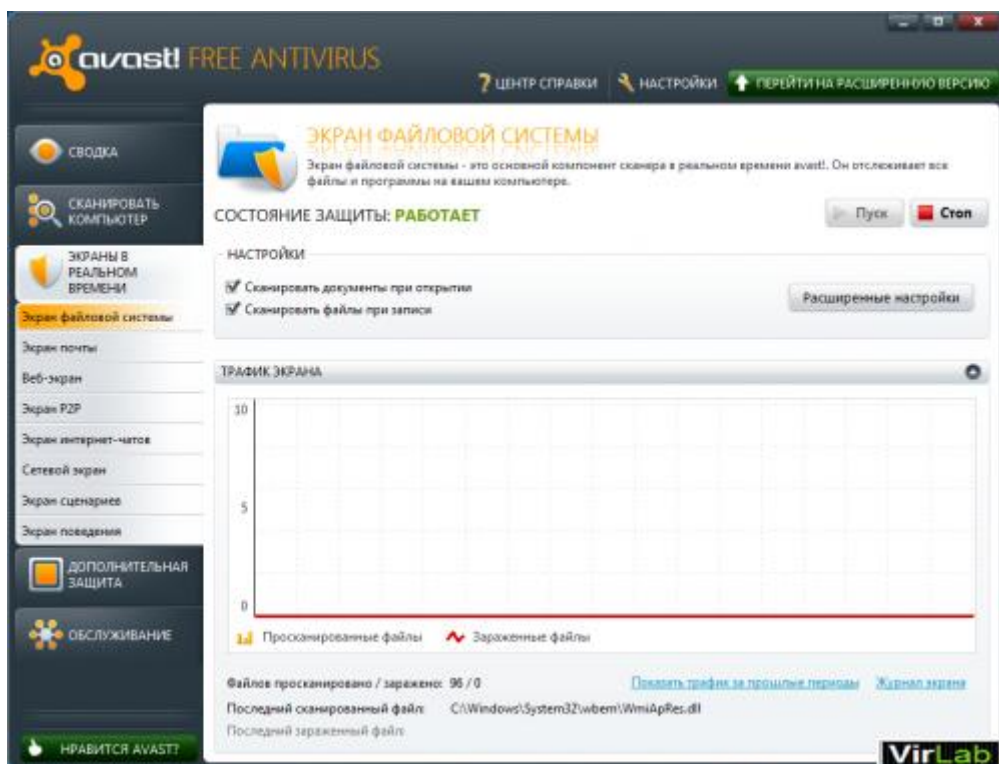 avast! FREE ANTIVIRUS
? ЦЕНТР СПРАВКИ НАСТРОЙКИ ПЕРЕЙТИ НА РАСШИРЕННУЮ ВЕРСИЮ
СВОДКА
СКАНИРОВАТЬ
КОМПЬЮТЕР
ЭКРАНЫ В
РЕАЛЬНОМ
ВРЕМЕНИ
Экран файловой системы
Экран почты
Веб-экран
Экран P2P
Экран интернет-чатов
Сетевой экран
Экран сценариев
Экран поведения
ДОПОЛНИТЕЛЬНАЯ
ЗАЩИТА
ОБСЛУЖИВАНИЕ
НРАВИТСЯ AVAST?
ЭКРАН ФАЙЛОВОЙ СИСТЕМЫ
Экран файловой системы - это основной компонент сканера в реальном времени avast!. Он отслеживает все
файлы и программы на вашем компьютере.
СОСТОЯНИЕ ЗАЩИТЫ: РАБОТАЕТ
Пуск Стоп
НАСТРОЙКИ
Сканировать документы при открытии
Сканировать файлы при записи
Расширенные настройки
ТРАФИК ЭКРАНА
10
5
0
Просканированные файлы Зараженные файлы
Файлов просканировано / заражено: 96 / 0 Показать трафик за прошлые периоды Журнал экрана
Последний сканированный файл: C:\Windows\System32\wbem\WmiApRes.dll
Последний зараженный файл:
VirLab